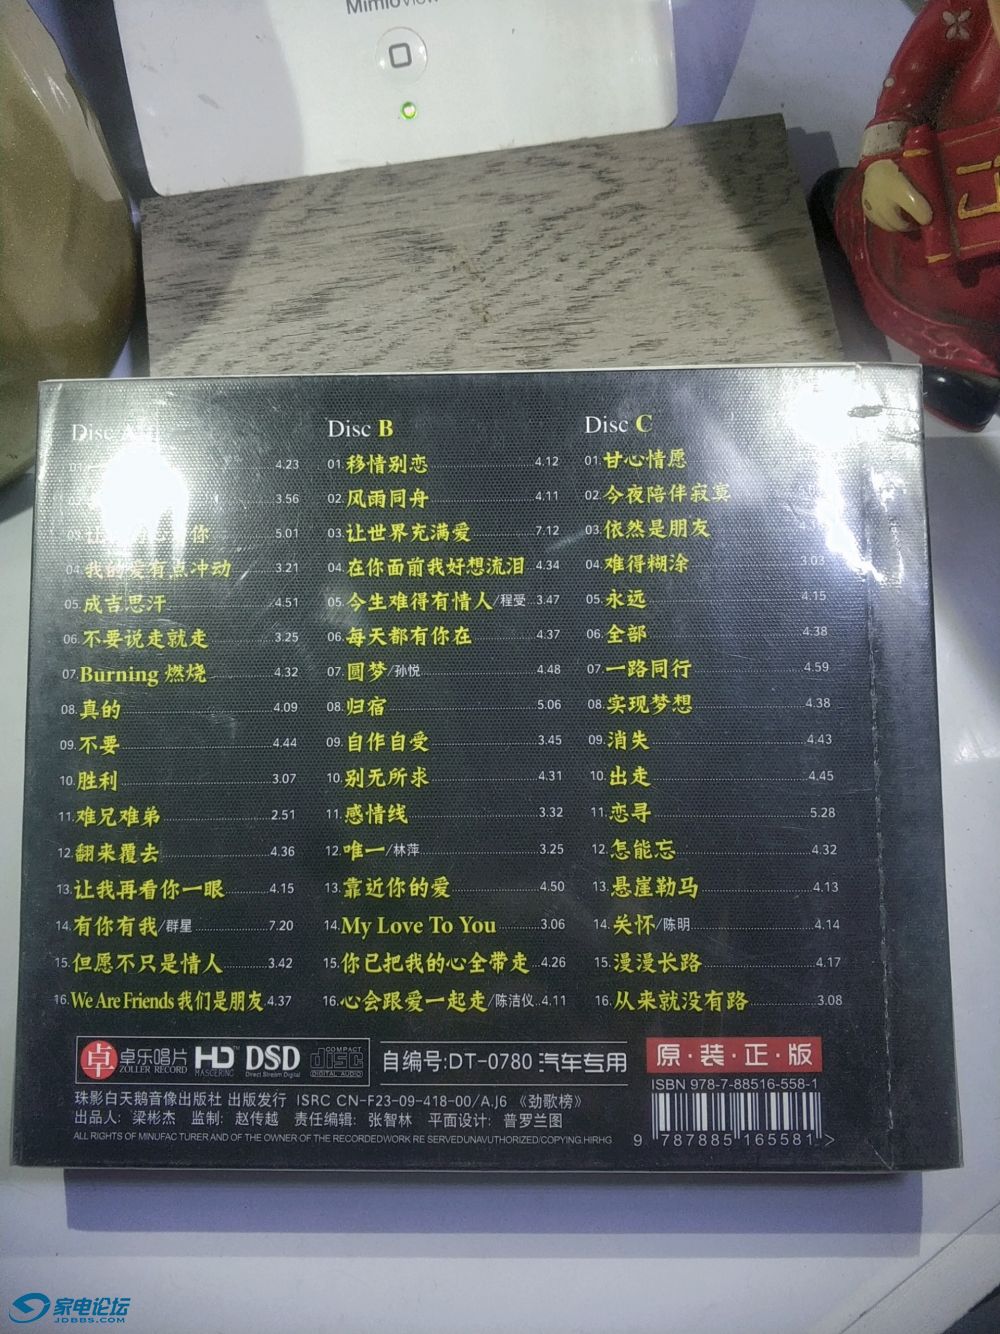 MimioView
Disc A
4.23
3.56
03. 你 5.01
04. 我的爱有点冲动 3.21
05. 成吉思汗 4.51
06. 不要说走就走 3.25
07. Burning 燃烧 4.32
08. 真的 4.09
09. 不要 4.44
10. 胜利 3.07
11. 难兄难弟 2.51
12. 翻来覆去 4.36
13. 让我再看你一眼 4.15
14. 有你有我/群星 7.20
15. 但愿不只是情人 3.42
16. We Are Friends 我们是朋友 4.37
Disc B
01. 移情别恋 4.12
02. 风雨同舟 4.11
03. 让世界充满爱 7.12
04. 在你面前我好想流泪 4.34
05. 今生难得有情人/程受 3.47
06. 每天都有你在 4.37
07. 圆梦/孙悦 4.48
08. 归宿 5.06
09. 自作自受 3.45
10. 别无所求 4.31
11. 感情线 3.32
12. 唯一/林萍 3.25
13. 靠近你的爱 4.50
14. My Love To You 3.06
15. 你已把我的心全带走 4.26
16. 心会跟爱一起走/陈洁仪 4.11
Disc C
01. 甘心情愿
02. 今夜陪伴寂寞
03. 依然是朋友
04. 难得糊涂 3.03
05. 永远 4.15
06. 全部 4.38
07. 一路同行 4.59
08. 实现梦想 4.38
09. 消失 4.43
10. 出走 4.45
11. 恋寻 5.28
12. 怎能忘 4.32
13. 悬崖勒马 4.13
14. 关怀/陈明 4.14
15. 漫漫长路 4.17
16. 从来就没有路 3.08
卓 卓乐唱片 ZOLLER RECORD HD MASCERING DSD Direct Stream Digital COMPACT disc DIGITAL AUDIO
自编号:DT-0780 汽车专用
原·装·正·版
珠影白天鹅音像出版社 出版发行 ISRC CN-F23-09-418-00/A.J6 《劲歌榜》
出品人: 梁彬杰 监制: 赵传越 责任编辑: 张智林 平面设计: 普罗兰图
ALL RIGHTS OF MINUFAC TURER AND OF THE OWNER OF THE RECORDEDWORK RE SERVEDUNAVUTHORIZED/COPYING.HIRHG
ISBN 978-7-88516-558-1
9 787885 165581 >
家电论坛
JDBBS.COM